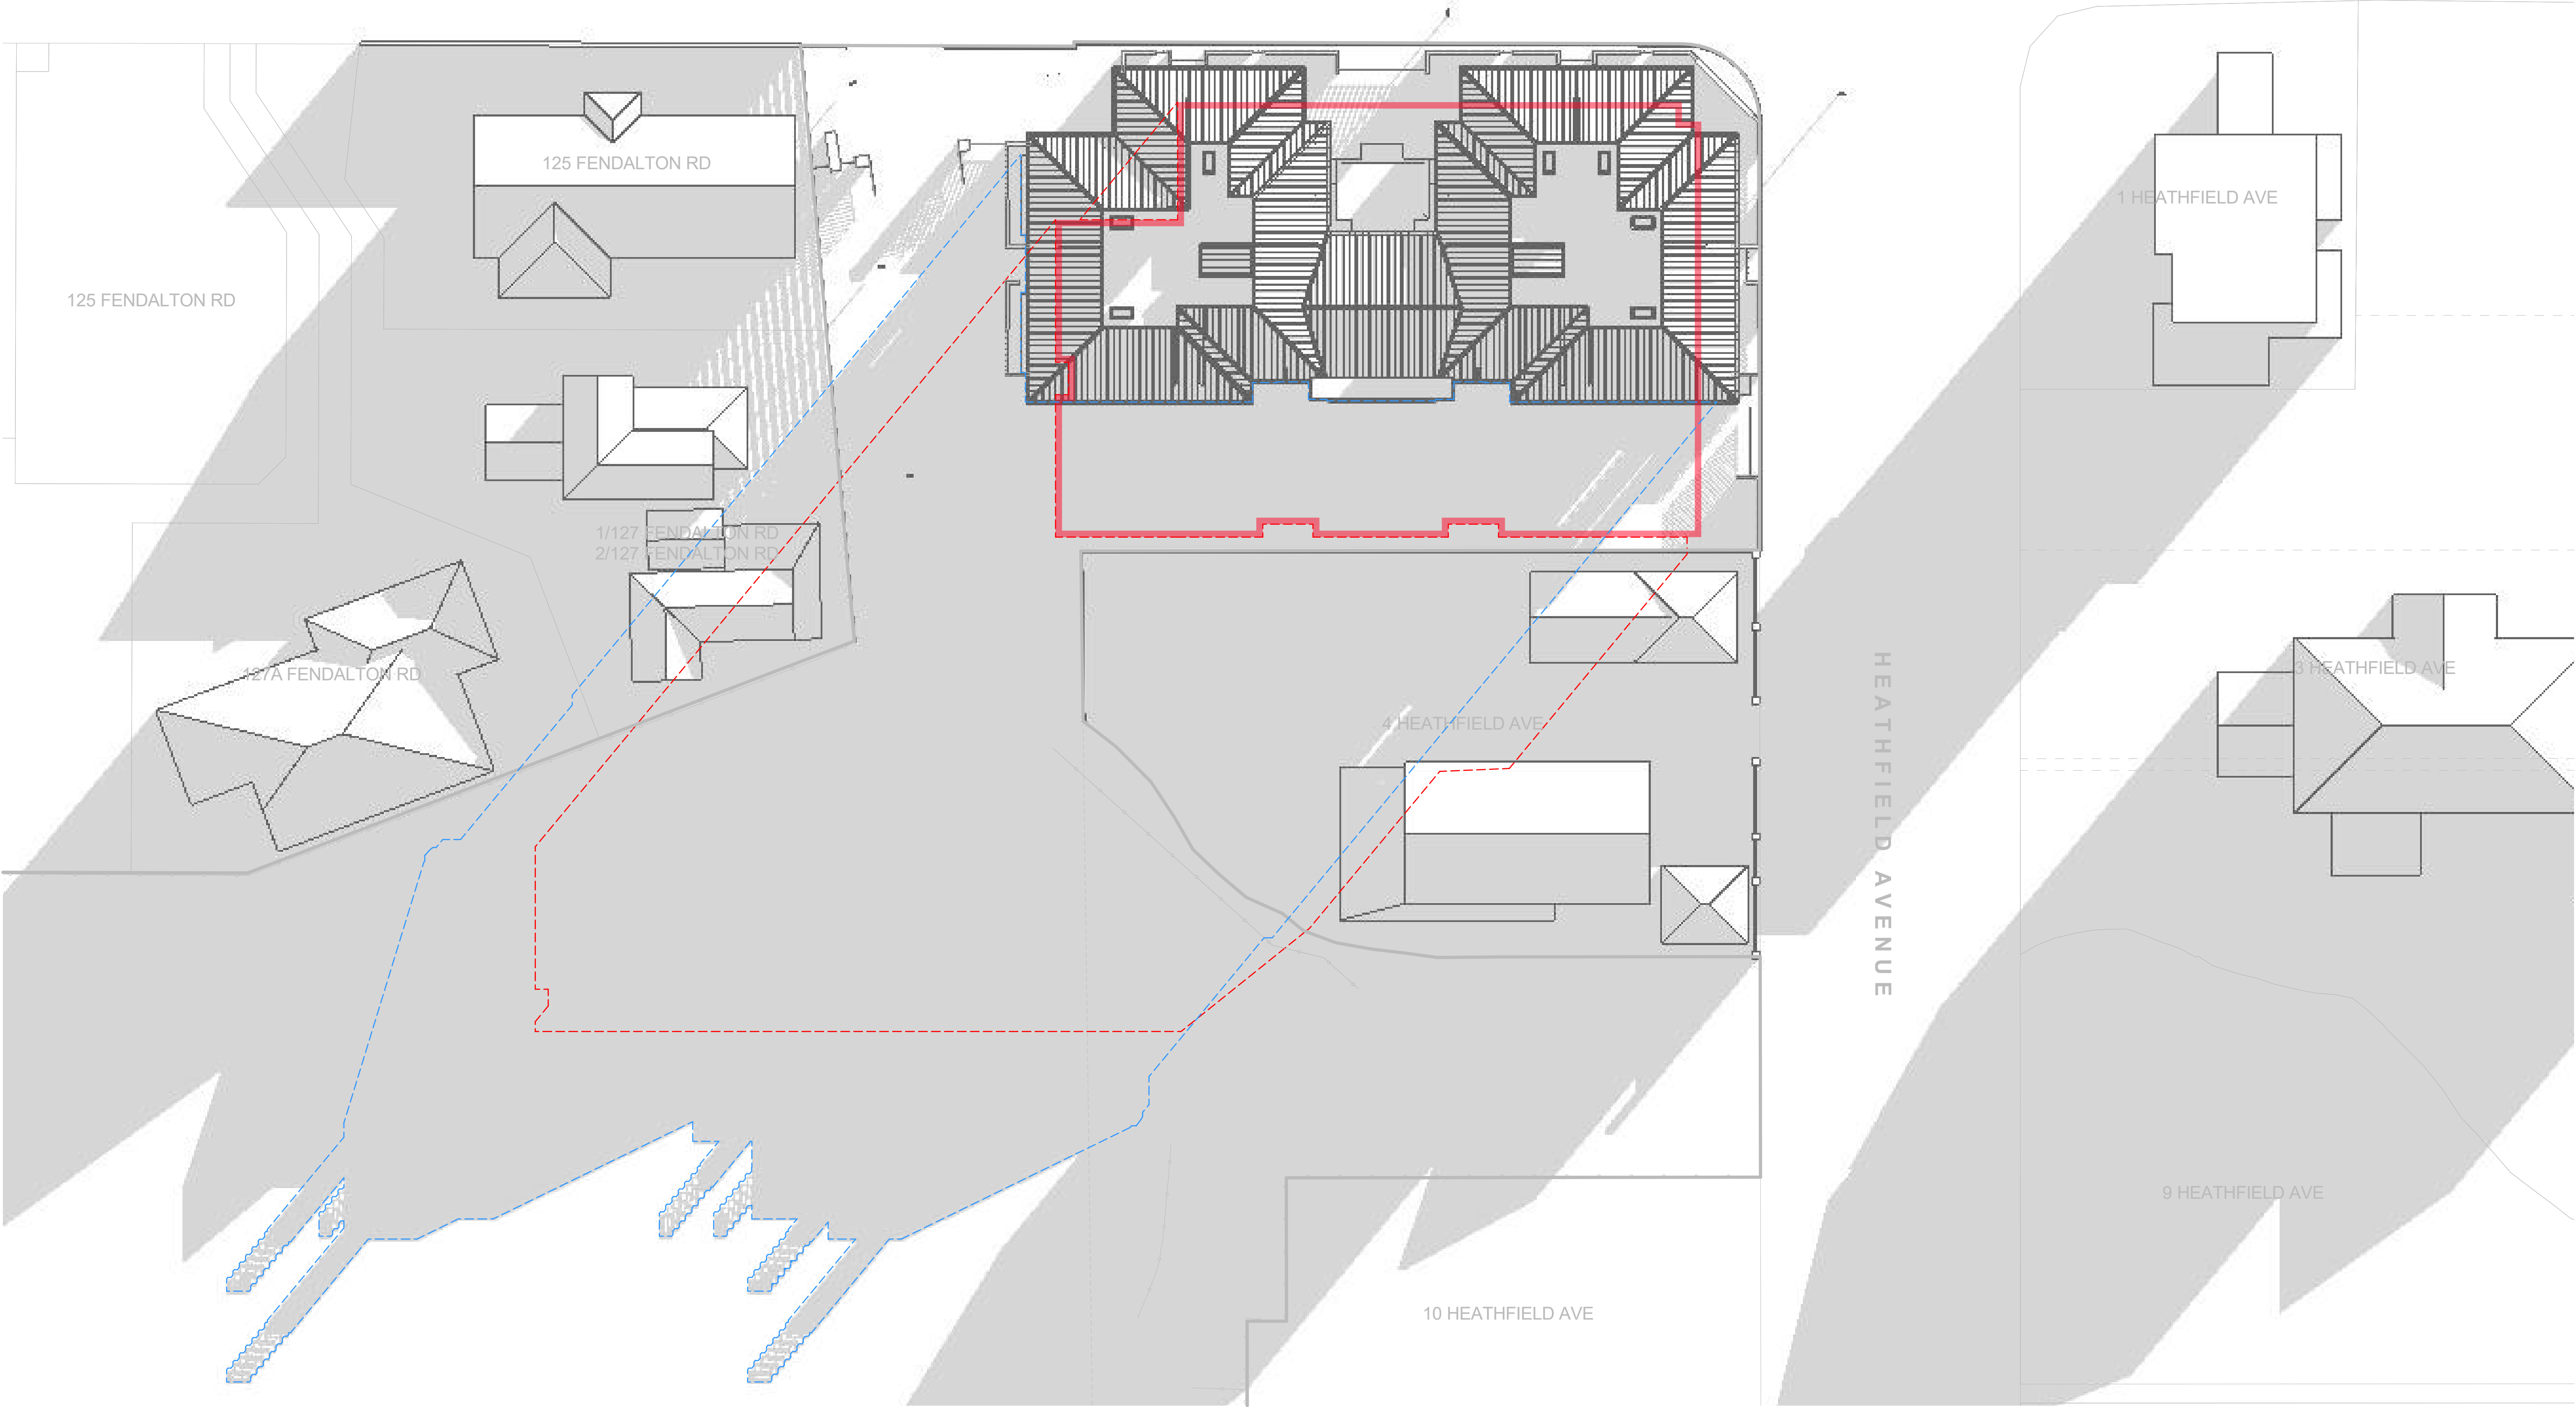 125 FENDALTON RD
1 HEATHFIELD AVE
125 FENDALTON RD
1/127 FENDALTON RD
2/127 FENDALTON RD
127A FENDALTON RD
3 HEATHFIELD AVE
4 HEATHFIELD AVE
HEATHFIELD AVENUE
9 HEATHFIELD AVE
10 HEATHFIELD AVE